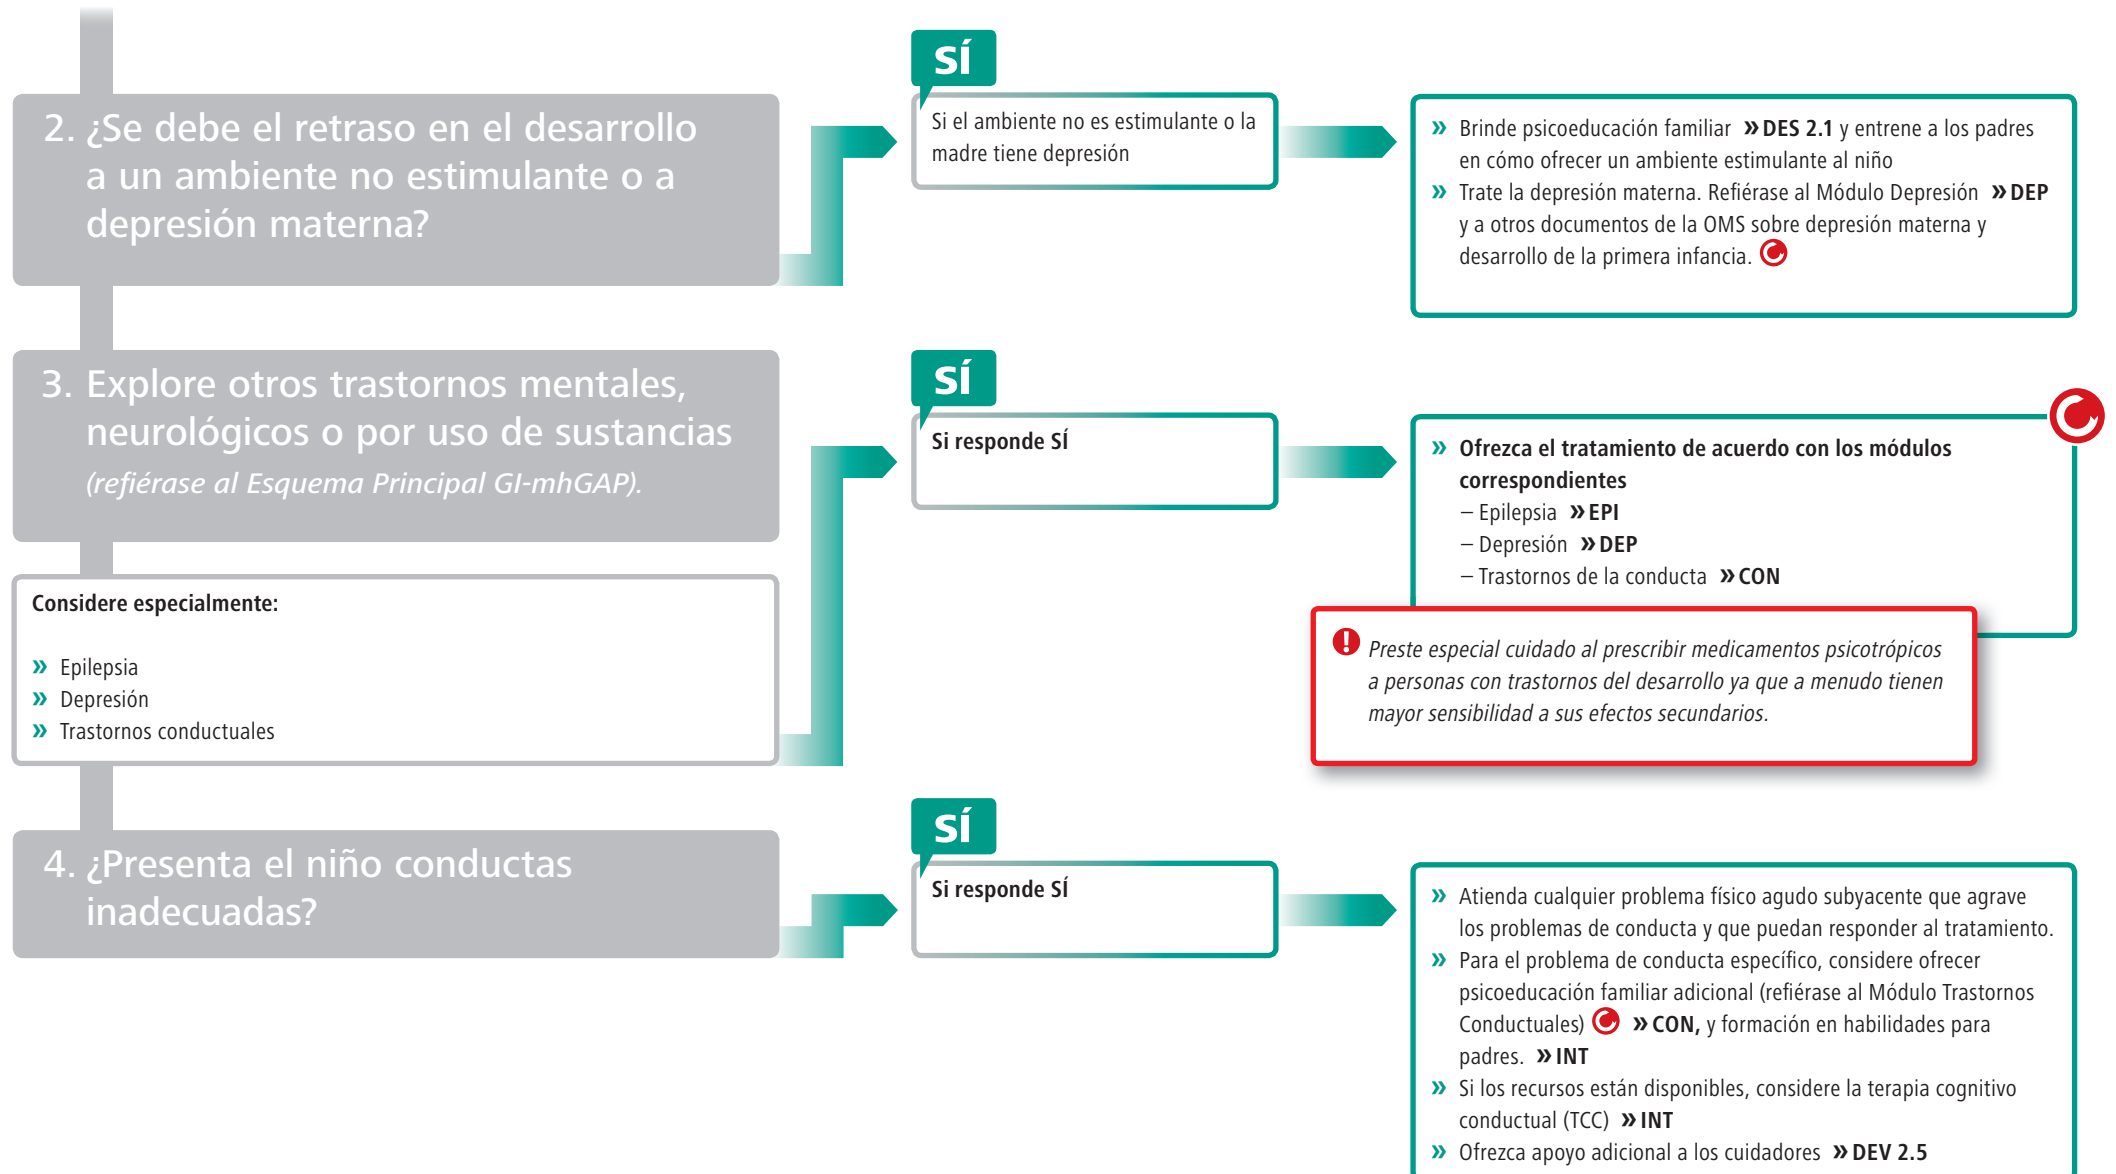 2. ¿Se debe el retraso en el desarrollo
a un ambiente no estimulante o a
depresión materna?
SÍ
Si el ambiente no es estimulante o la
madre tiene depresión
» Brinde psicoeducación familiar » DES 2.1 y entrene a los padres
en cómo ofrecer un ambiente estimulante al niño
» Trate la depresión materna. Refiérase al Módulo Depresión » DEP
y a otros documentos de la OMS sobre depresión materna y
desarrollo de la primera infancia.
3. Explore otros trastornos mentales,
neurológicos o por uso de sustancias
(refiérase al Esquema Principal GI-mhGAP).
Considere especialmente:
» Epilepsia
» Depresión
» Trastornos conductuales
SÍ
Si responde SÍ
» Ofrezca el tratamiento de acuerdo con los módulos
correspondientes
– Epilepsia » EPI
– Depresión » DEP
– Trastornos de la conducta » CON
! Preste especial cuidado al prescribir medicamentos psicotrópicos
a personas con trastornos del desarrollo ya que a menudo tienen
mayor sensibilidad a sus efectos secundarios.
4. ¿Presenta el niño conductas
inadecuadas?
SÍ
Si responde SÍ
» Atienda cualquier problema físico agudo subyacente que agrave
los problemas de conducta y que puedan responder al tratamiento.
» Para el problema de conducta específico, considere ofrecer
psicoeducación familiar adicional (refiérase al Módulo Trastornos
Conductuales) » CON, y formación en habilidades para
padres. » INT
» Si los recursos están disponibles, considere la terapia cognitivo
conductual (TCC) » INT
» Ofrezca apoyo adicional a los cuidadores » DEV 2.5